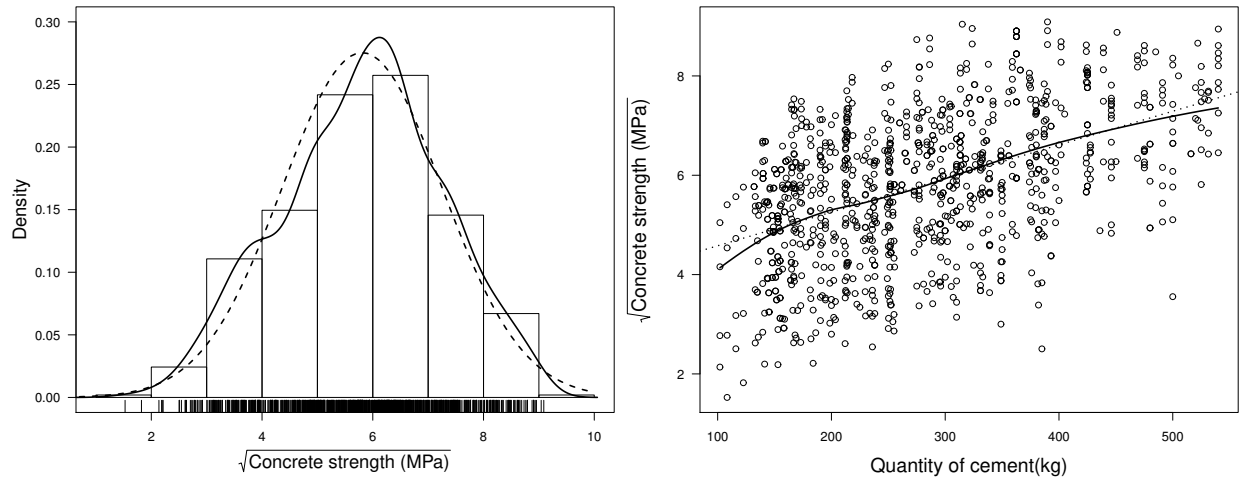 0.30
0.25
0.20
0.15
0.10
0.05
0.00
Density
2 4 6 8 10
√Concrete strength (MPa)
8
6
4
2
√Concrete strength (MPa)
100 200 300 400 500
Quantity of cement(kg)